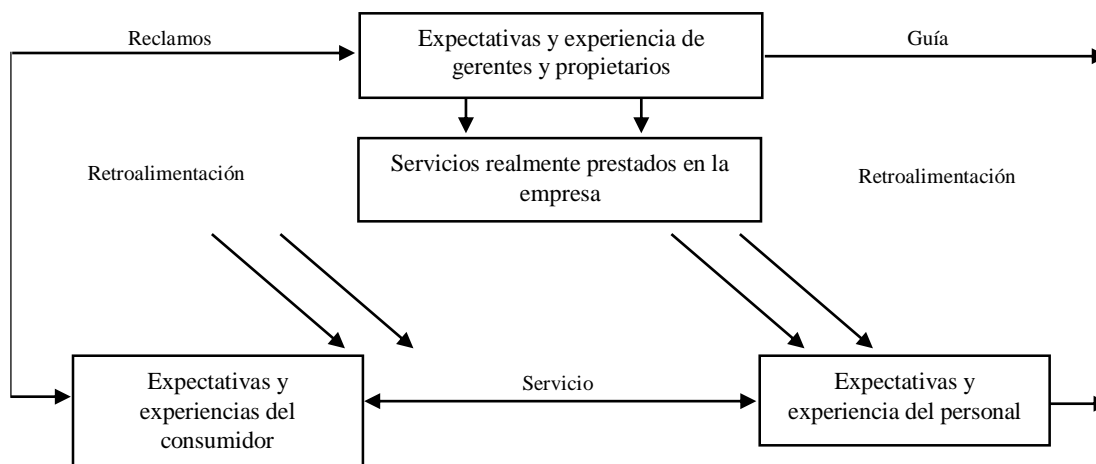 Reclamos
Expectativas y experiencia de
gerentes y propietarios
Guía
Retroalimentación
Servicios realmente prestados en la
empresa
Retroalimentación
Expectativas y
experiencias del
consumidor
Servicio
Expectativas y
experiencia del personal